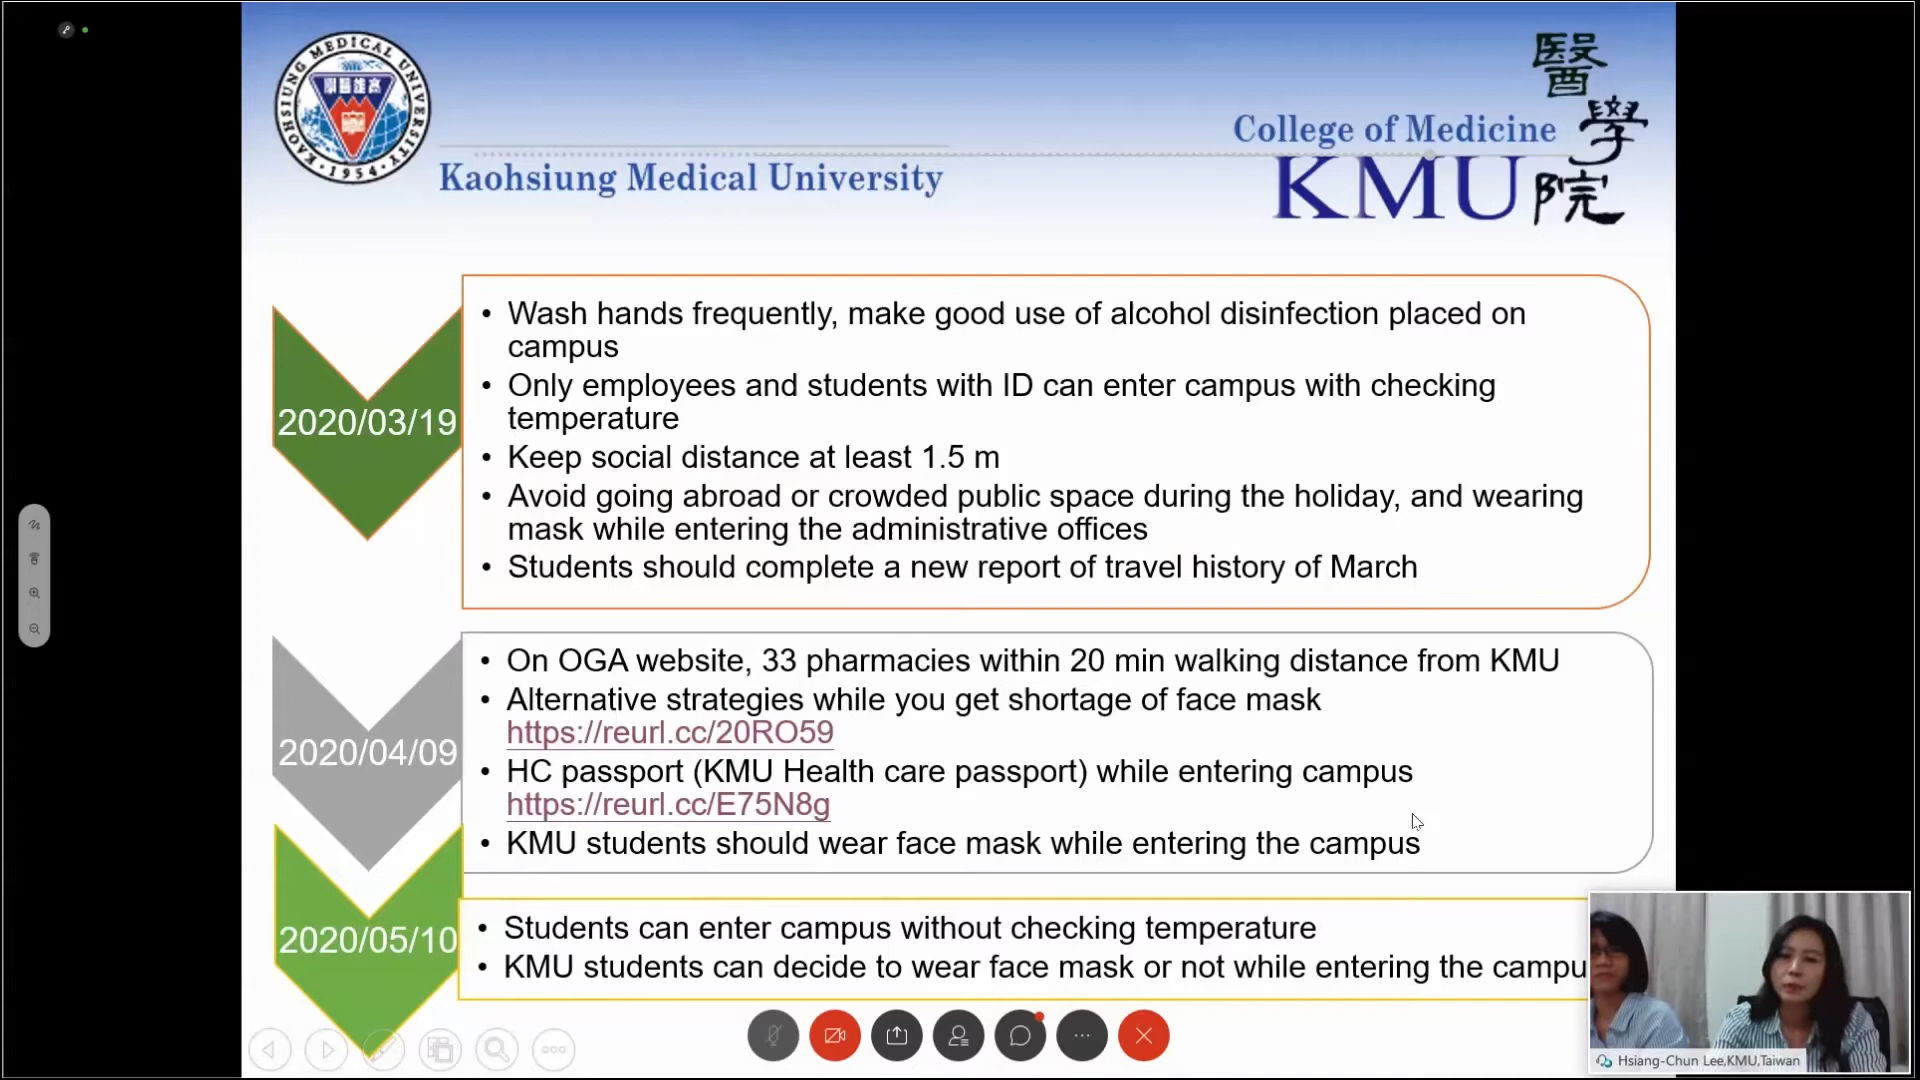 KAOHSIUNG MEDICAL UNIVERSITY
學醫雄高
1954
Kaohsiung Medical University
College of Medicine
KMU
醫學院
2020/03/19
• Wash hands frequently, make good use of alcohol disinfection placed on
campus
• Only employees and students with ID can enter campus with checking
temperature
• Keep social distance at least 1.5 m
• Avoid going abroad or crowded public space during the holiday, and wearing
mask while entering the administrative offices
• Students should complete a new report of travel history of March
2020/04/09
• On OGA website, 33 pharmacies within 20 min walking distance from KMU
• Alternative strategies while you get shortage of face mask
https://reurl.cc/20RO59
• HC passport (KMU Health care passport) while entering campus
https://reurl.cc/E75N8g
• KMU students should wear face mask while entering the campus
2020/05/10
• Students can enter campus without checking temperature
• KMU students can decide to wear face mask or not while entering the campu
Hsiang-Chun Lee,KMU,Taiwan